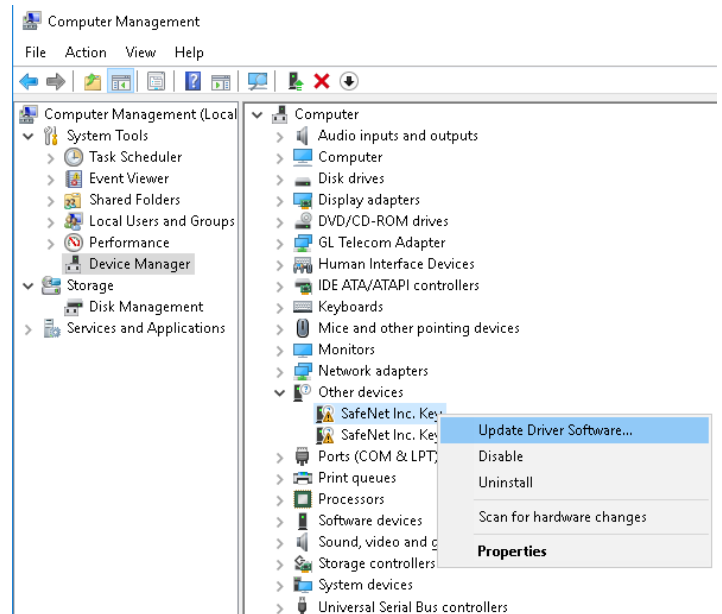 Computer Management
File Action View Help
Computer Management (Local
System Tools
Task Scheduler
Event Viewer
Shared Folders
Local Users and Groups
Performance
Device Manager
Storage
Disk Management
Services and Applications
Computer
Audio inputs and outputs
Computer
Disk drives
Display adapters
DVD/CD-ROM drives
GL Telecom Adapter
Human Interface Devices
IDE ATA/ATAPI controllers
Keyboards
Mice and other pointing devices
Monitors
Network adapters
Other devices
SafeNet Inc. Key
SafeNet Inc. Key
Ports (COM & LPT)
Print queues
Processors
Software devices
Sound, video and g
Storage controllers
System devices
Universal Serial Bus controllers
Update Driver Software...
Disable
Uninstall
Scan for hardware changes
Properties